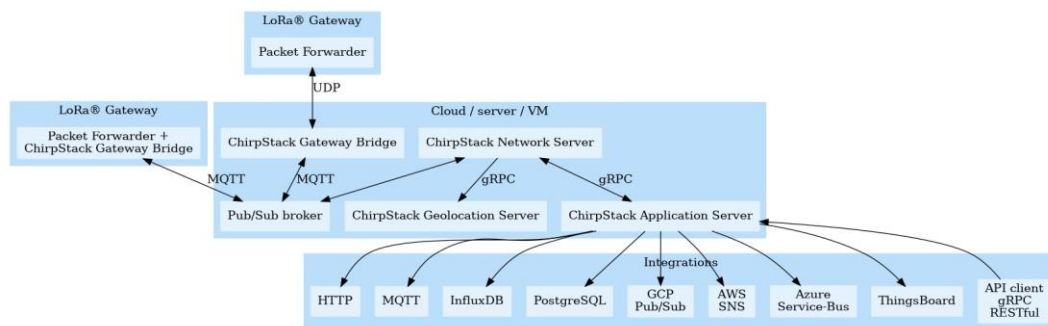 LoRa® Gateway
Packet Forwarder
UDP
LoRa® Gateway
Packet Forwarder +
ChirpStack Gateway Bridge
Cloud / server / VM
ChirpStack Gateway Bridge
ChirpStack Network Server
MQTT
MQTT
gRPC
gRPC
Pub/Sub broker
ChirpStack Geolocation Server
ChirpStack Application Server
Integrations
HTTP
MQTT
InfluxDB
PostgreSQL
GCP
Pub/Sub
AWS
SNS
Azure
Service-Bus
ThingsBoard
API client
gRPC
RESTful